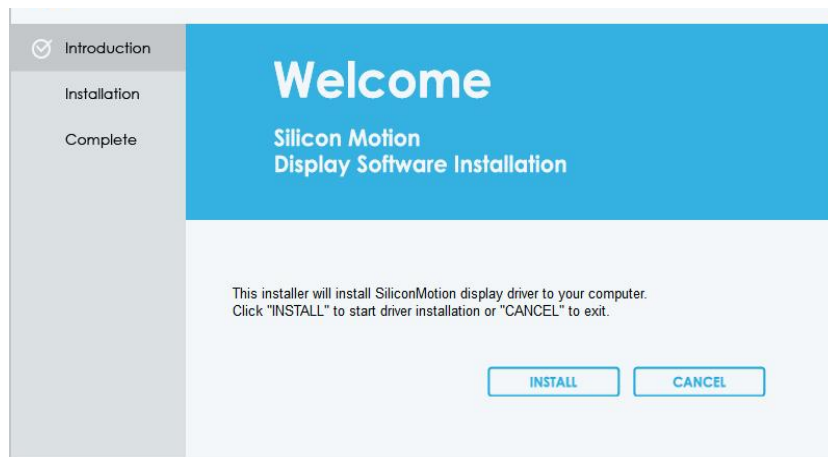 Introduction
Installation
Complete
Welcome
Silicon Motion
Display Software Installation
This installer will install SiliconMotion display driver to your computer.
Click "INSTALL" to start driver installation or "CANCEL" to exit.
INSTALL
CANCEL